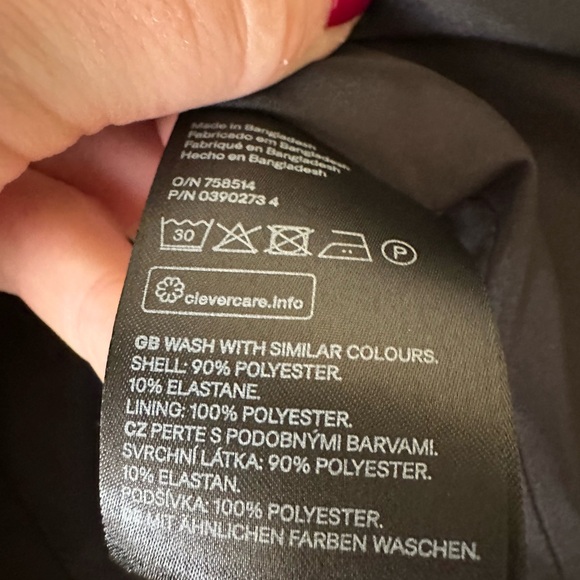 Made in Bangladesh
Fabricado em Bangladesh
Fabriqué en Bangladesh
Hecho en Bangladesh
O/N 758514
P/N 0390273 4
30
P
clevercare.info
GB WASH WITH SIMILAR COLOURS.
SHELL: 90% POLYESTER.
10% ELASTANE.
LINING: 100% POLYESTER.
CZ PERTE S PODOBNÝMI BARVAMI.
SVRCHNÍ LÁTKA: 90% POLYESTER.
10% ELASTAN.
PODŠÍVKA: 100% POLYESTER.
MIT ÄHNLICHEN FARBEN WASCHEN.